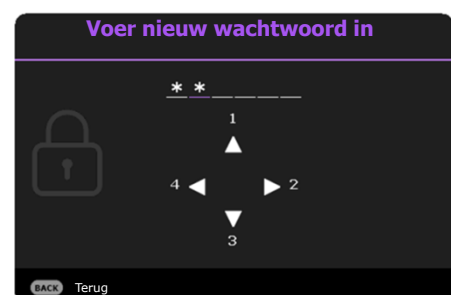 Voer nieuw wachtwoord in
* * _ _ _ _
1
4 2
3
BACK Terug